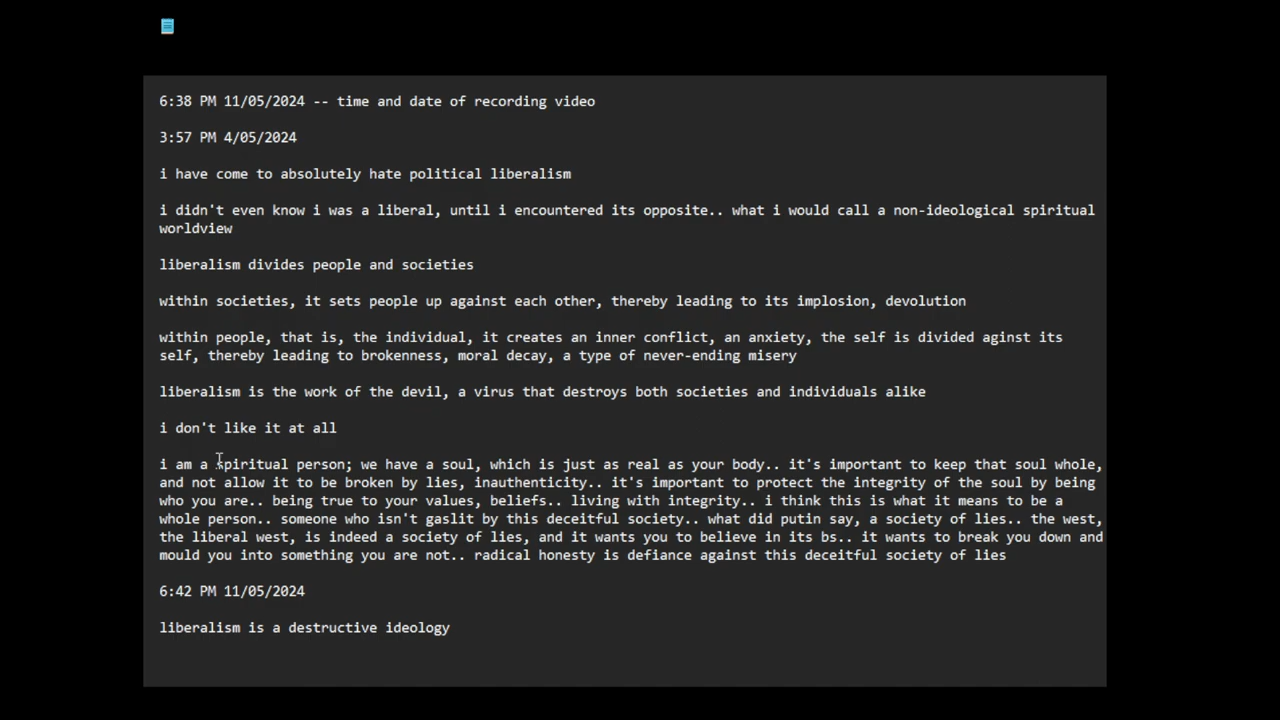 6:38 PM 11/05/2024 -- time and date of recording video
3:57 PM 4/05/2024
i have come to absolutely hate political liberalism
i didn't even know i was a liberal, until i encountered its opposite.. what i would call a non-ideological spiritual
worldview
liberalism divides people and societies
within societies, it sets people up against each other, thereby leading to its implosion, devolution
within people, that is, the individual, it creates an inner conflict, an anxiety, the self is divided aginst its
self, thereby leading to brokenness, moral decay, a type of never-ending misery
liberalism is the work of the devil, a virus that destroys both societies and individuals alike
i don't like it at all
i am a spiritual person; we have a soul, which is just as real as your body.. it's important to keep that soul whole,
and not allow it to be broken by lies, inauthenticity.. it's important to protect the integrity of the soul by being
who you are.. being true to your values, beliefs.. living with integrity.. i think this is what it means to be a
whole person.. someone who isn't gaslit by this deceitful society.. what did putin say, a society of lies.. the west,
the liberal west, is indeed a society of lies, and it wants you to believe in its bs.. it wants to break you down and
mould you into something you are not.. radical honesty is defiance against this deceitful society of lies
6:42 PM 11/05/2024
liberalism is a destructive ideology